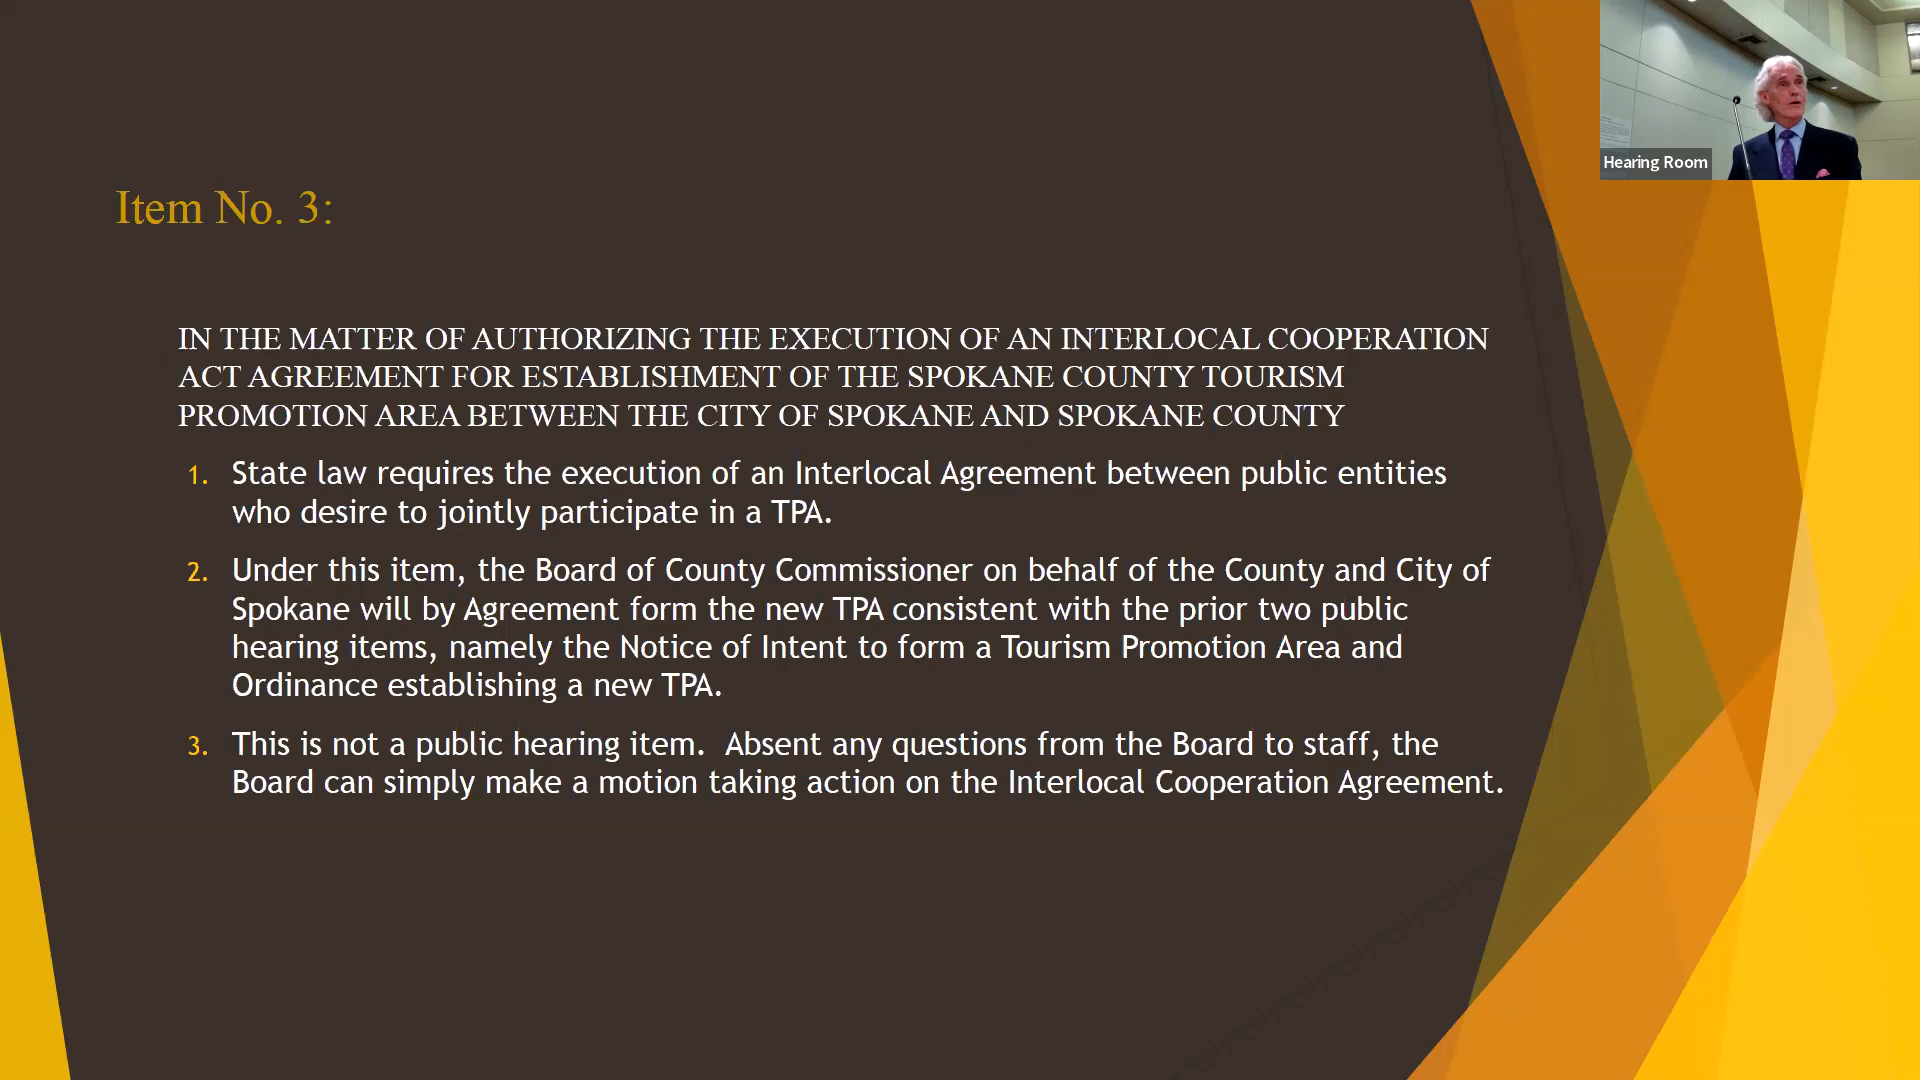 Hearing Room
Item No. 3:
IN THE MATTER OF AUTHORIZING THE EXECUTION OF AN INTERLOCAL COOPERATION
ACT AGREEMENT FOR ESTABLISHMENT OF THE SPOKANE COUNTY TOURISM
PROMOTION AREA BETWEEN THE CITY OF SPOKANE AND SPOKANE COUNTY
1. State law requires the execution of an Interlocal Agreement between public entities
who desire to jointly participate in a TPA.
2. Under this item, the Board of County Commissioner on behalf of the County and City of
Spokane will by Agreement form the new TPA consistent with the prior two public
hearing items, namely the Notice of Intent to form a Tourism Promotion Area and
Ordinance establishing a new TPA.
3. This is not a public hearing item.  Absent any questions from the Board to staff, the
Board can simply make a motion taking action on the Interlocal Cooperation Agreement.